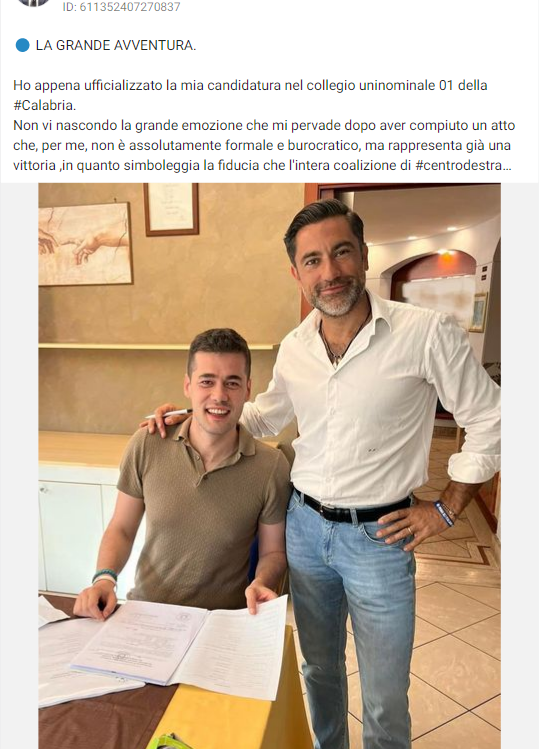 ID: 611352407270837
LA GRANDE AVVENTURA.
Ho appena ufficializzato la mia candidatura nel collegio uninominale 01 della
#Calabria.
Non vi nascondo la grande emozione che mi pervade dopo aver compiuto un atto
che, per me, non è assolutamente formale e burocratico, ma rappresenta già una
vittoria ,in quanto simboleggia la fiducia che l'intera coalizione di #centrodestra...